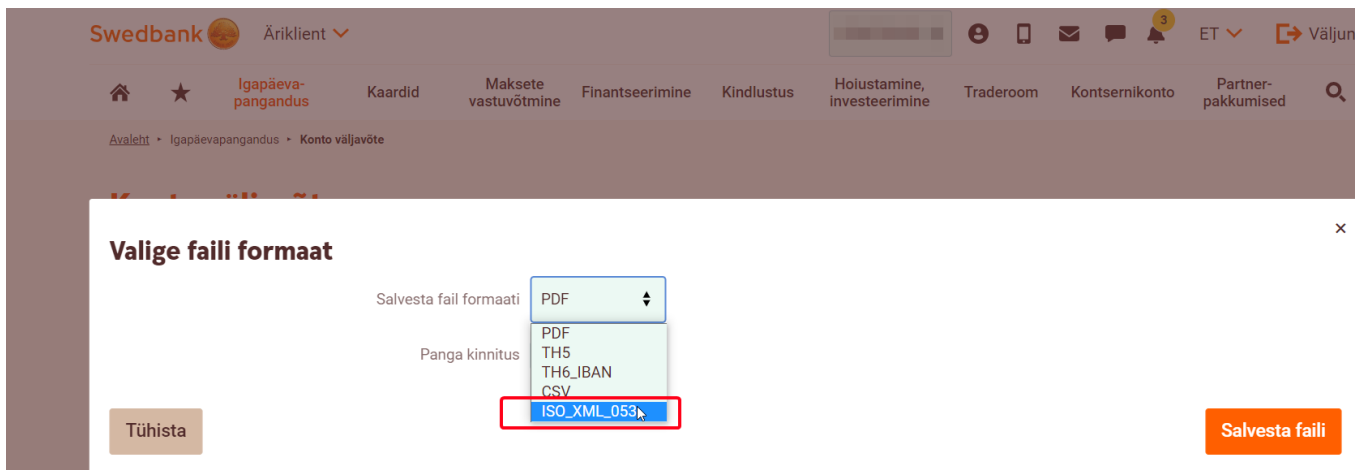 Swedbank Äriklient 3 ET Väljun
Igapäeva-
pangandus
Kaardid
Maksete
vastuvõtmine
Finantseerimine
Kindlustus
Hoiustamine,
investeerimine
Traderoom
Kontsernikonto
Partner-
pakkumised
Avaleht Igapäevapangandus Konto väljavõte
Valige faili formaat ×
Salvesta fail formaati PDF
PDF
Panga kinnitus TH5
TH6_IBAN
CSV
ISO_XML_053
Tühista Salvesta faili